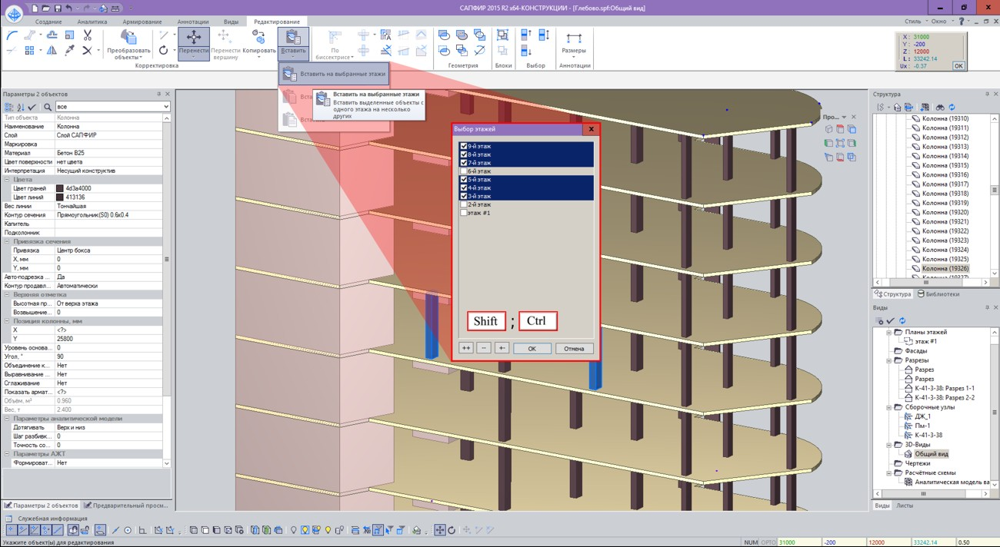 САПФИР 2015 R2 x64-КОНСТРУКЦИИ - [Глебово.spf:Общий вид]
Создание Аналитика Армирование Аннотации Виды Редактирование
Стиль Окно
Преобразовать объекты
Перенести
Перенести вершину
Копировать
Вставить
По биссектрисе
Размеры
Корректировка
Геометрия
Блоки
Выбор
Аннотации
X: 31000
Y: -200
Z: 12000
L: 33242.14
Ux: -0.37
OK
Вставить на выбранные этажи
Вставить на выбранные этажи
Вставить выделенные объекты с
одного этажа на несколько
других
Параметры 2 объектов
все
Тип объекта Колонна
Наименование Колонна
Слой Слой САПФИР
Маркировка
Материал Бетон B25
Цвет поверхности нет цвета
Интерпретация Несущий конструктив
Цвета
Цвет граней 4d3a4000
Цвет линий 413136
Вес линии Тончайшая
Контур сечения Прямоугольник(S0) 0.6x0.4
Капитель
Подколонник
Привязка сечения
Привязка Центр бокса
X, мм 0
Y, мм 0
Авто-подрезка ... Да
Контур продавл... Автоматически
Верхняя отметка
Высотная пр... От верха этажа
Возвышение... 0
Позиция колонны, мм
X <?>
Y 25800
Уровень основа... 0
Угол, ° 90
Объединение к... Нет
Выравнивание ... Нет
Сглаживание Нет
Показать армат... <?>
Объём, м³ 0.960
Вес, т 2.400
Параметры аналитической модели
Дотягивать Верх и низ
Шаг разбивк... 0
Точность со... 0
Параметры АЖТ
Формироват... Нет
Параметры 2 объектов Предварительный просм...
Выбор этажей
9-й этаж
8-й этаж
7-й этаж
6-й этаж
5-й этаж
4-й этаж
3-й этаж
2-й этаж
этаж #1
Shift ; Ctrl
++ -- +- OK Отмена
Про...
Структура
Колонна (19310)
Колонна (19311)
Колонна (19312)
Колонна (19313)
Колонна (19314)
Колонна (19315)
Колонна (19316)
Колонна (19317)
Колонна (19318)
Колонна (19319)
Колонна (19320)
Колонна (19321)
Колонна (19322)
Колонна (19323)
Колонна (19324)
Колонна (19325)
Колонна (19326)
Колонна (19327)
Структура Библиотеки
Виды
Планы этажей
этаж #1
Фасады
Разрезы
Разрез
Разрез
К-41-3-38: Разрез 1-1
К-41-3-38: Разрез 2-2
Сборочные узлы
ДЖ_1
Пм-1
К-41-3-38
3D-Виды
Общий вид
Чертежи
Расчётные схемы
Аналитическая модель ва
Виды Листы
Служебная информация
Укажите объект(ы) для редактирования
NUM ОРТО 31000 -200 12000 33242.14 0.50